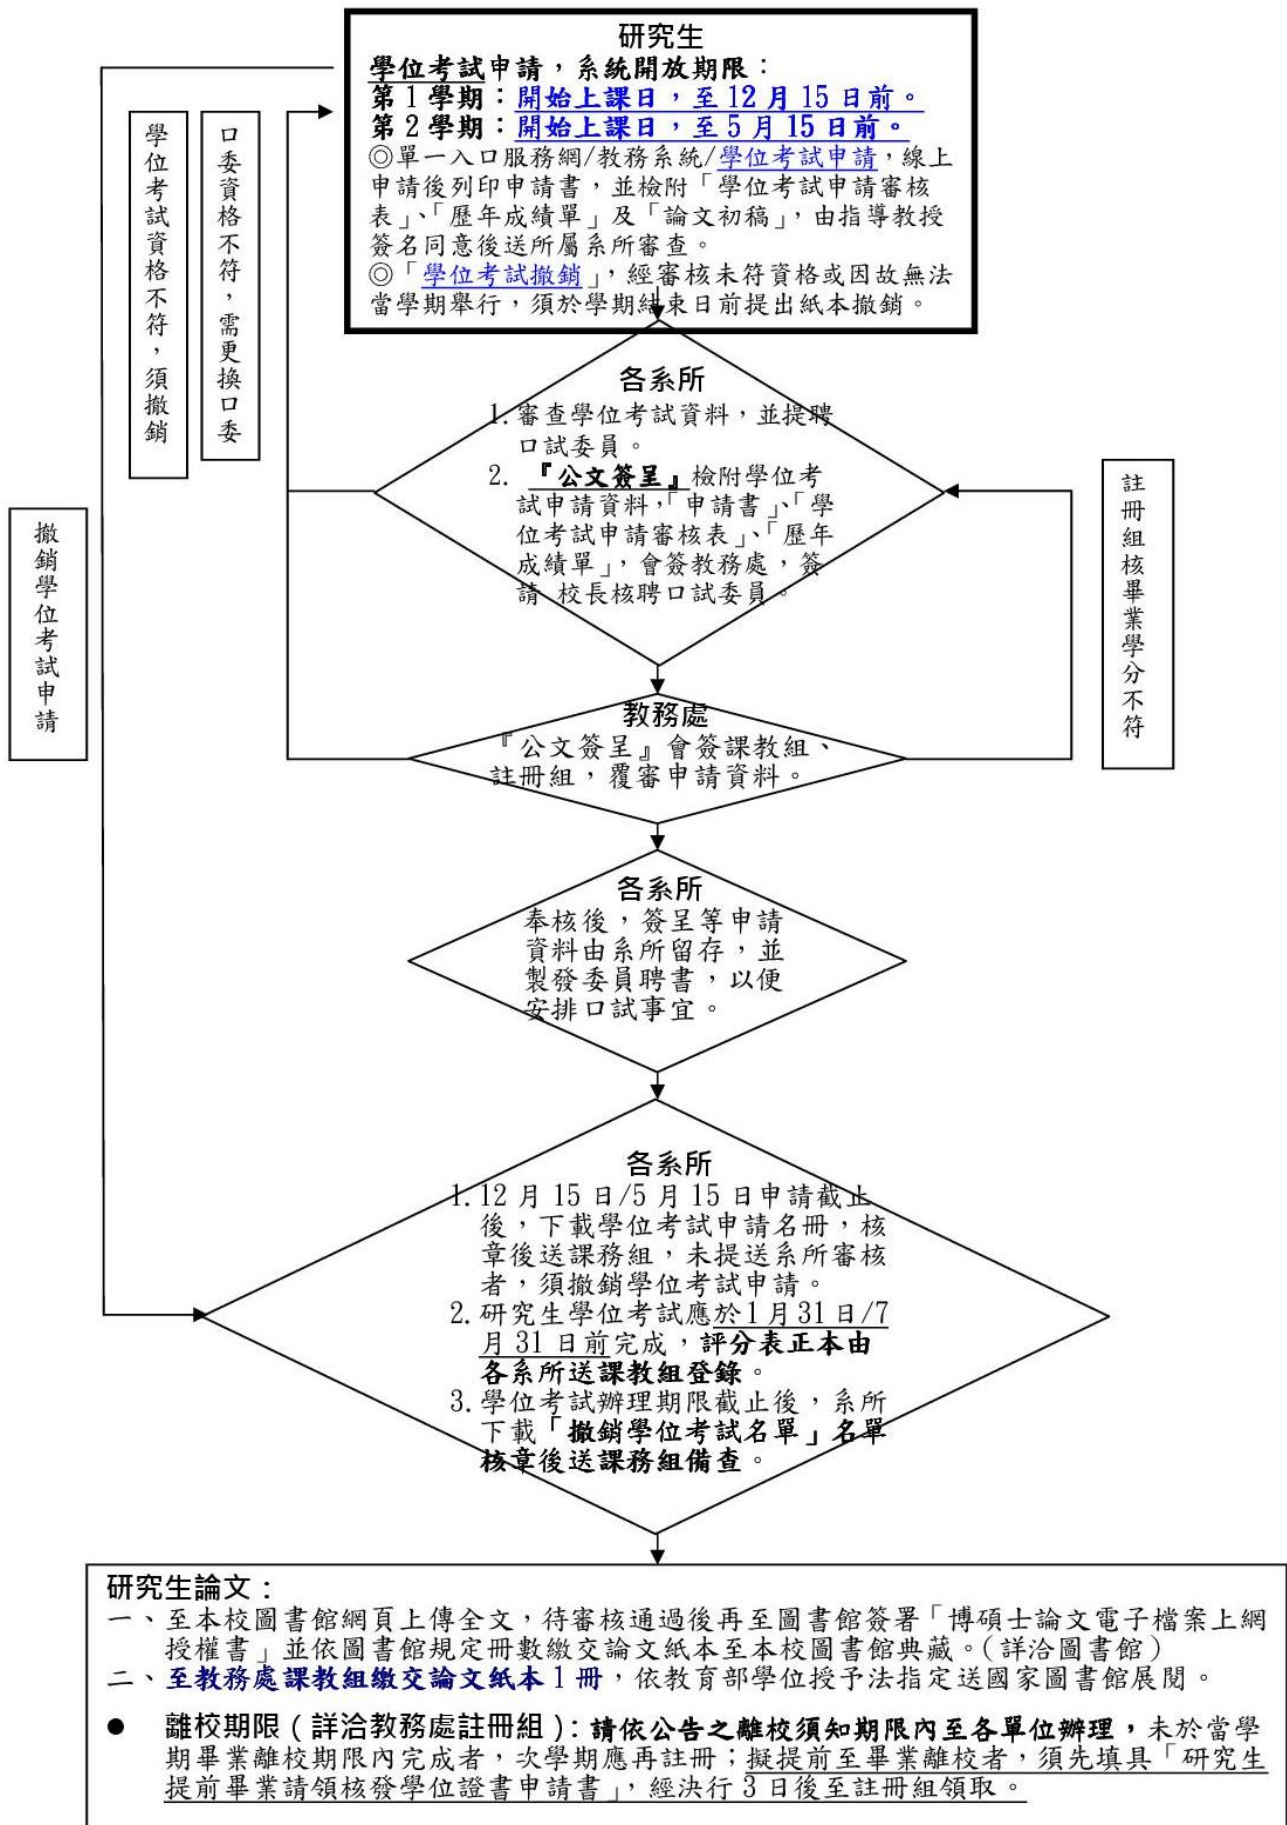 研究生
學位考試申請，系統開放期限：
第 1 學期：開始上課日，至 12 月 15 日前。
第 2 學期：開始上課日，至 5 月 15 日前。
◎單一入口服務網/教務系統/學位考試申請，線上
申請後列印申請書，並檢附「學位考試申請審核
表」、「歷年成績單」及「論文初稿」，由指導教授
簽名同意後送所屬系所審查。
◎「學位考試撤銷」，經審核未符資格或因故無法
當學期舉行，須於學期結束日前提出紙本撤銷。
學位考試資格不符，須撤銷
口委資格不符，需更換口委
撤銷學位考試申請
各系所
1. 審查學位考試資料，並提聘
口試委員。
2. 『公文簽呈』檢附學位考
試申請資料，「申請書」、「學
位考試申請審核表」、「歷年
成績單」，會簽教務處，簽
請 校長核聘口試委員。
註冊組核畢業學分不符
教務處
『公文簽呈』會簽課教組、
註冊組，覆審申請資料。
各系所
奉核後，簽呈等申請
資料由系所留存，並
製發委員聘書，以便
安排口試事宜。
各系所
1. 12 月 15 日/5 月 15 日申請截止
後，下載學位考試申請名冊，核
章後送課務組，未提送系所審核
者，須撤銷學位考試申請。
2. 研究生學位考試應於 1 月 31 日/7
月 31 日前完成，評分表正本由
各系所送課教組登錄。
3. 學位考試辦理期限截止後，系所
下載「撤銷學位考試名單」名單
核章後送課務組備查。
研究生論文：
一、至本校圖書館網頁上傳全文，待審核通過後再至圖書館簽署「博碩士論文電子檔案上網
授權書」並依圖書館規定冊數繳交論文紙本至本校圖書館典藏。(詳洽圖書館)
二、至教務處課教組繳交論文紙本 1 冊，依教育部學位授予法指定送國家圖書館展閱。
● 離校期限（詳洽教務處註冊組）：請依公告之離校須知期限內至各單位辦理，未於當學
期畢業離校期限內完成者，次學期應再註冊；擬提前至畢業離校者，須先填具「研究生
提前畢業請領核發學位證書申請書」，經決行 3 日後至註冊組領取。